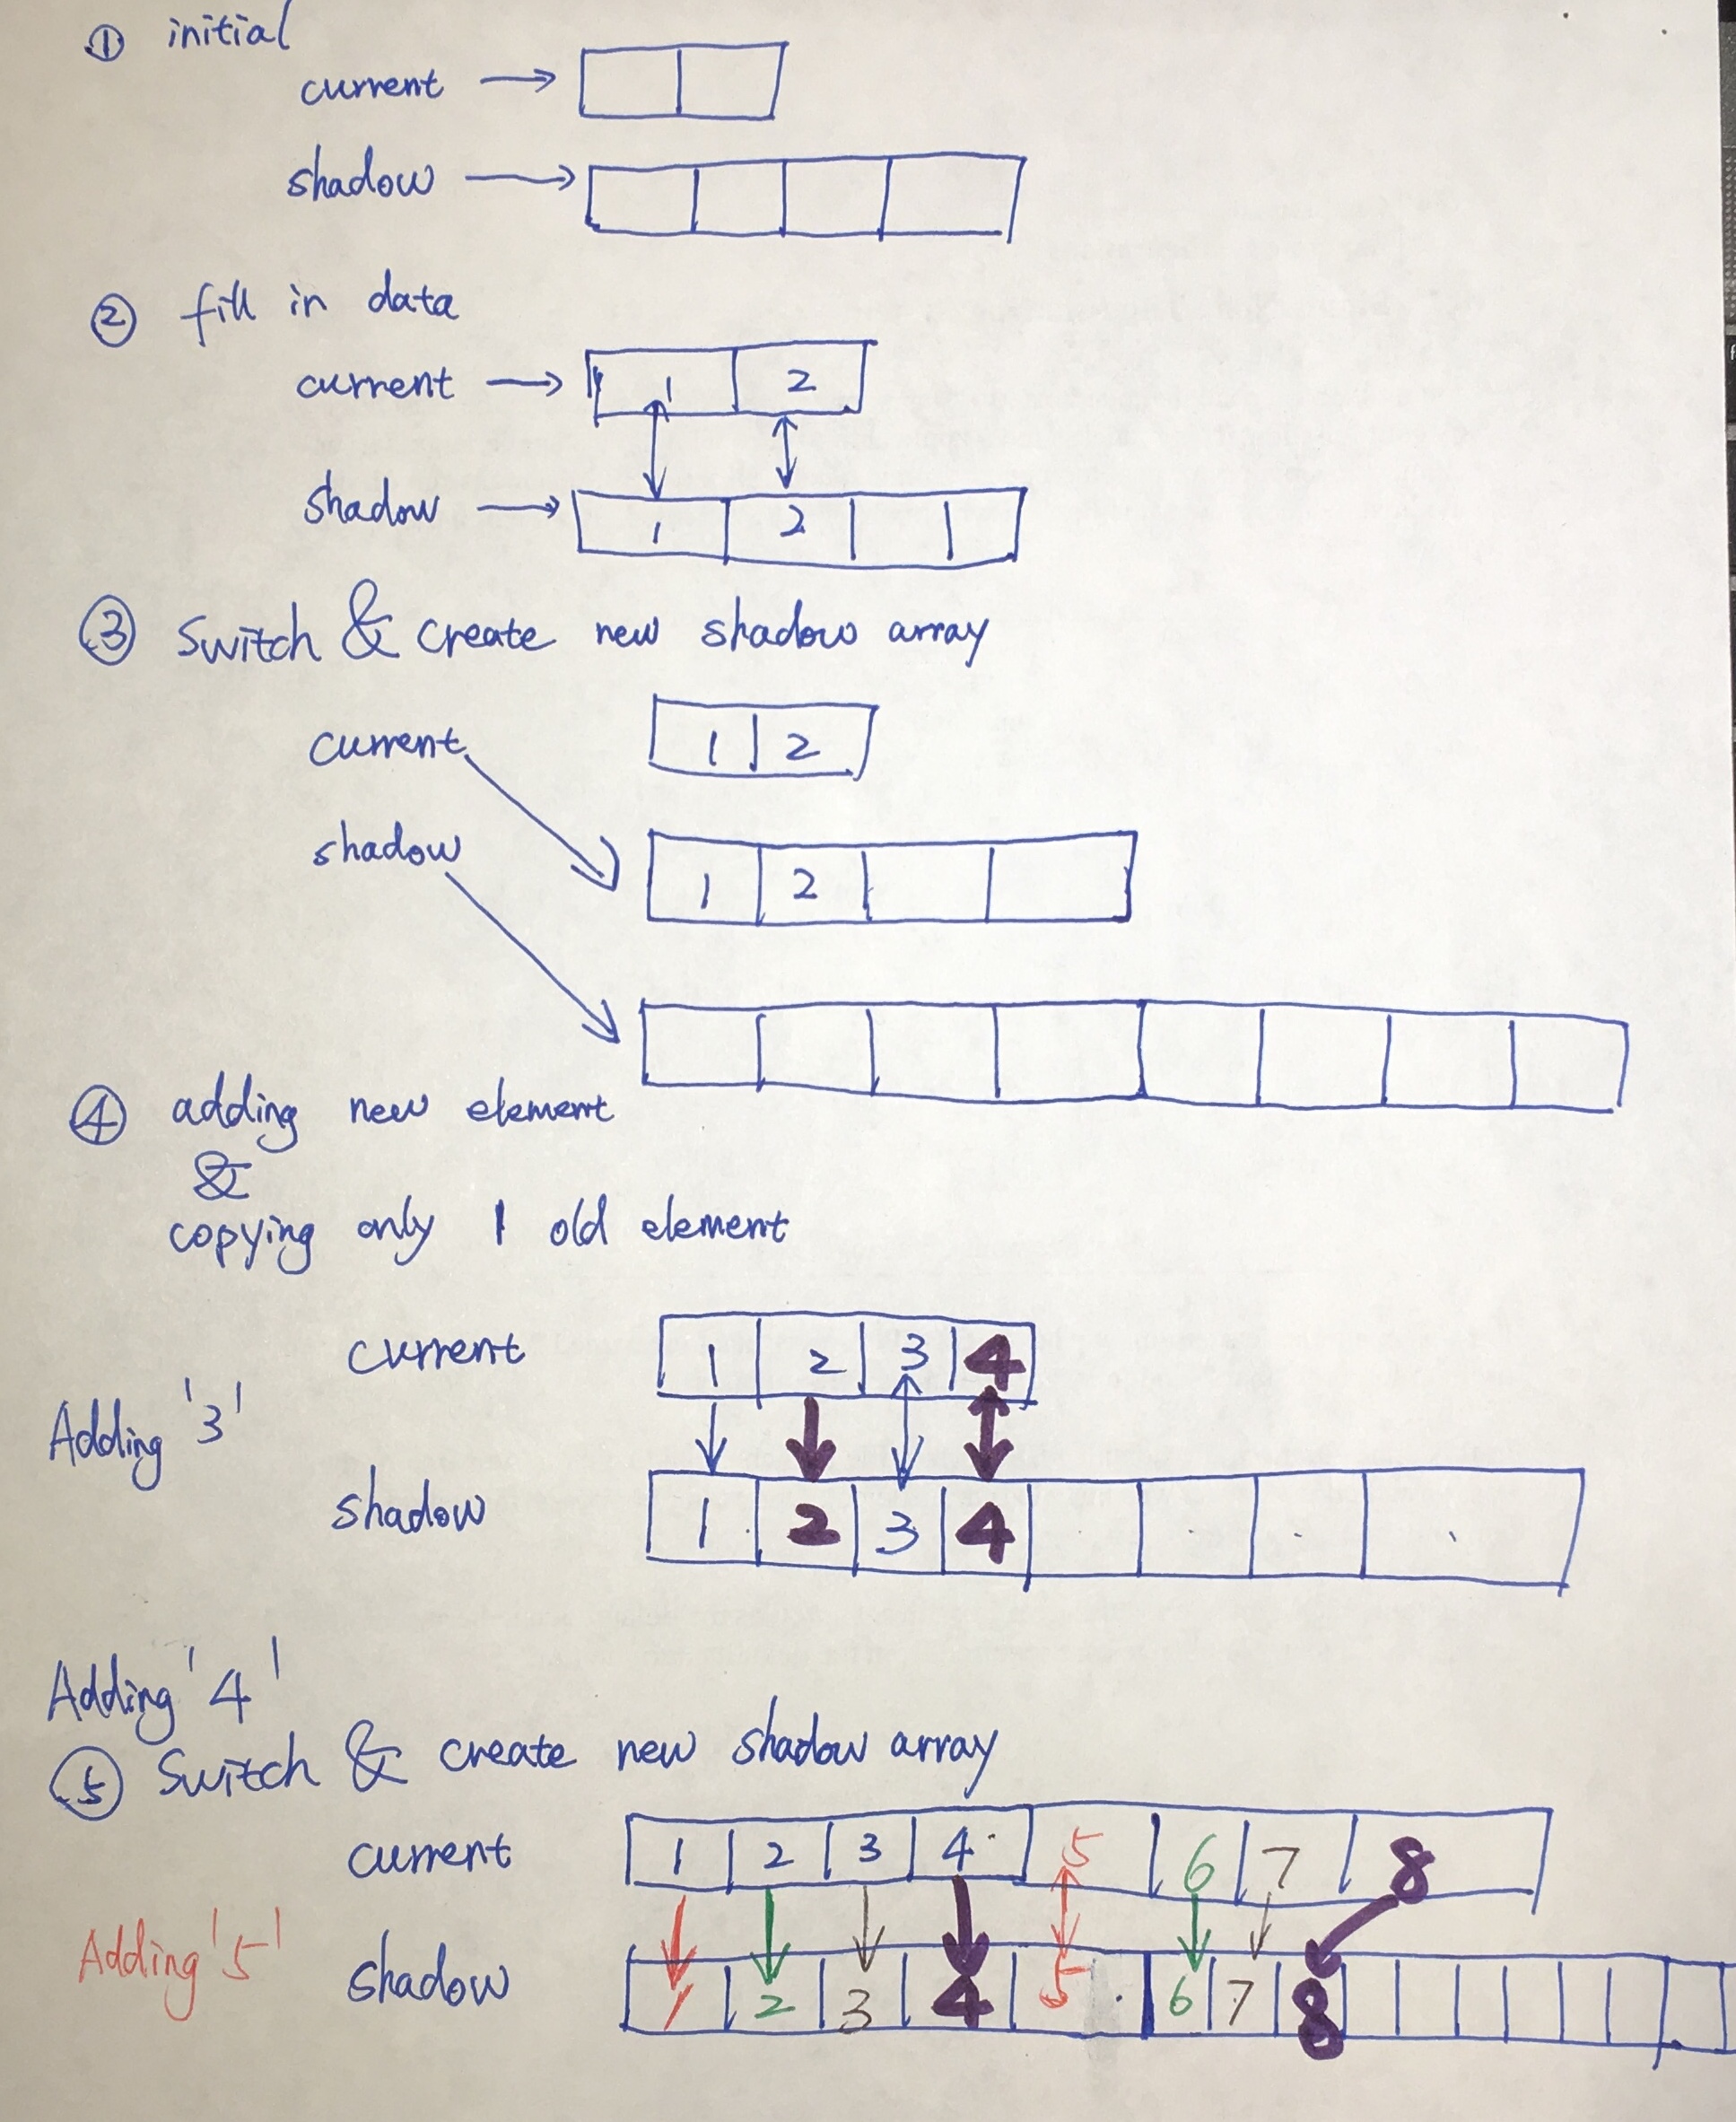 ① initial
current →
shadow →
② fill in data
current → 1 2
shadow → 1 2
③ Switch & create new shadow array
current 1 2
shadow 1 2
④ adding new element
&
copying only 1 old element
current 1 2 3 4
Adding '3'
shadow 1 2 3 4
Adding '4'
⑤ Switch & create new shadow array
current 1 2 3 4 5 6 7 8
Adding '5'
shadow 1 2 3 4 5 6 7 8